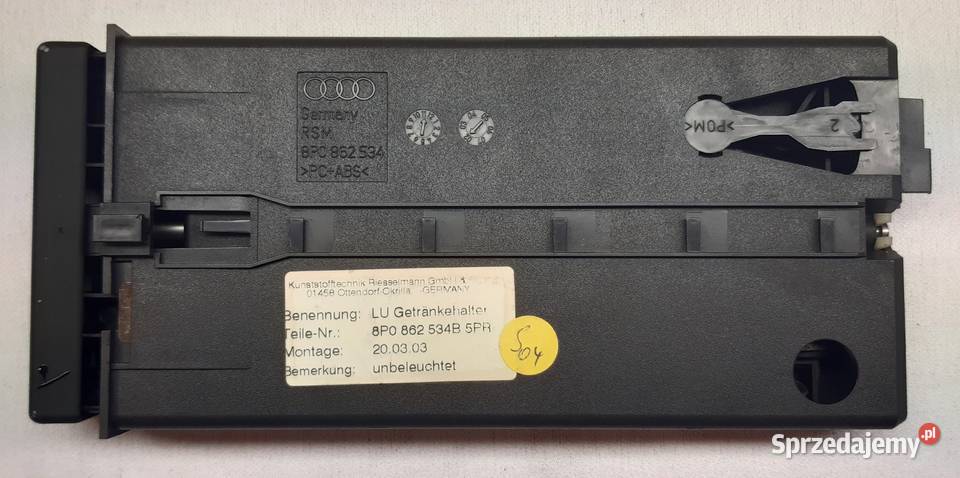 Germany
RSM
8P0 862 534
>PC+ABS<
>POM<
2
Kunststofftechnik Riesselmann GmbH
01458 Ottendorf-Okrilla GERMANY
Benennung: LU Getränkehalter
Teile-Nr.: 8P0 862 534B 5PR
Montage: 20.03.03
Bemerkung: unbeleuchtet
504
Sprzedajemy.pl